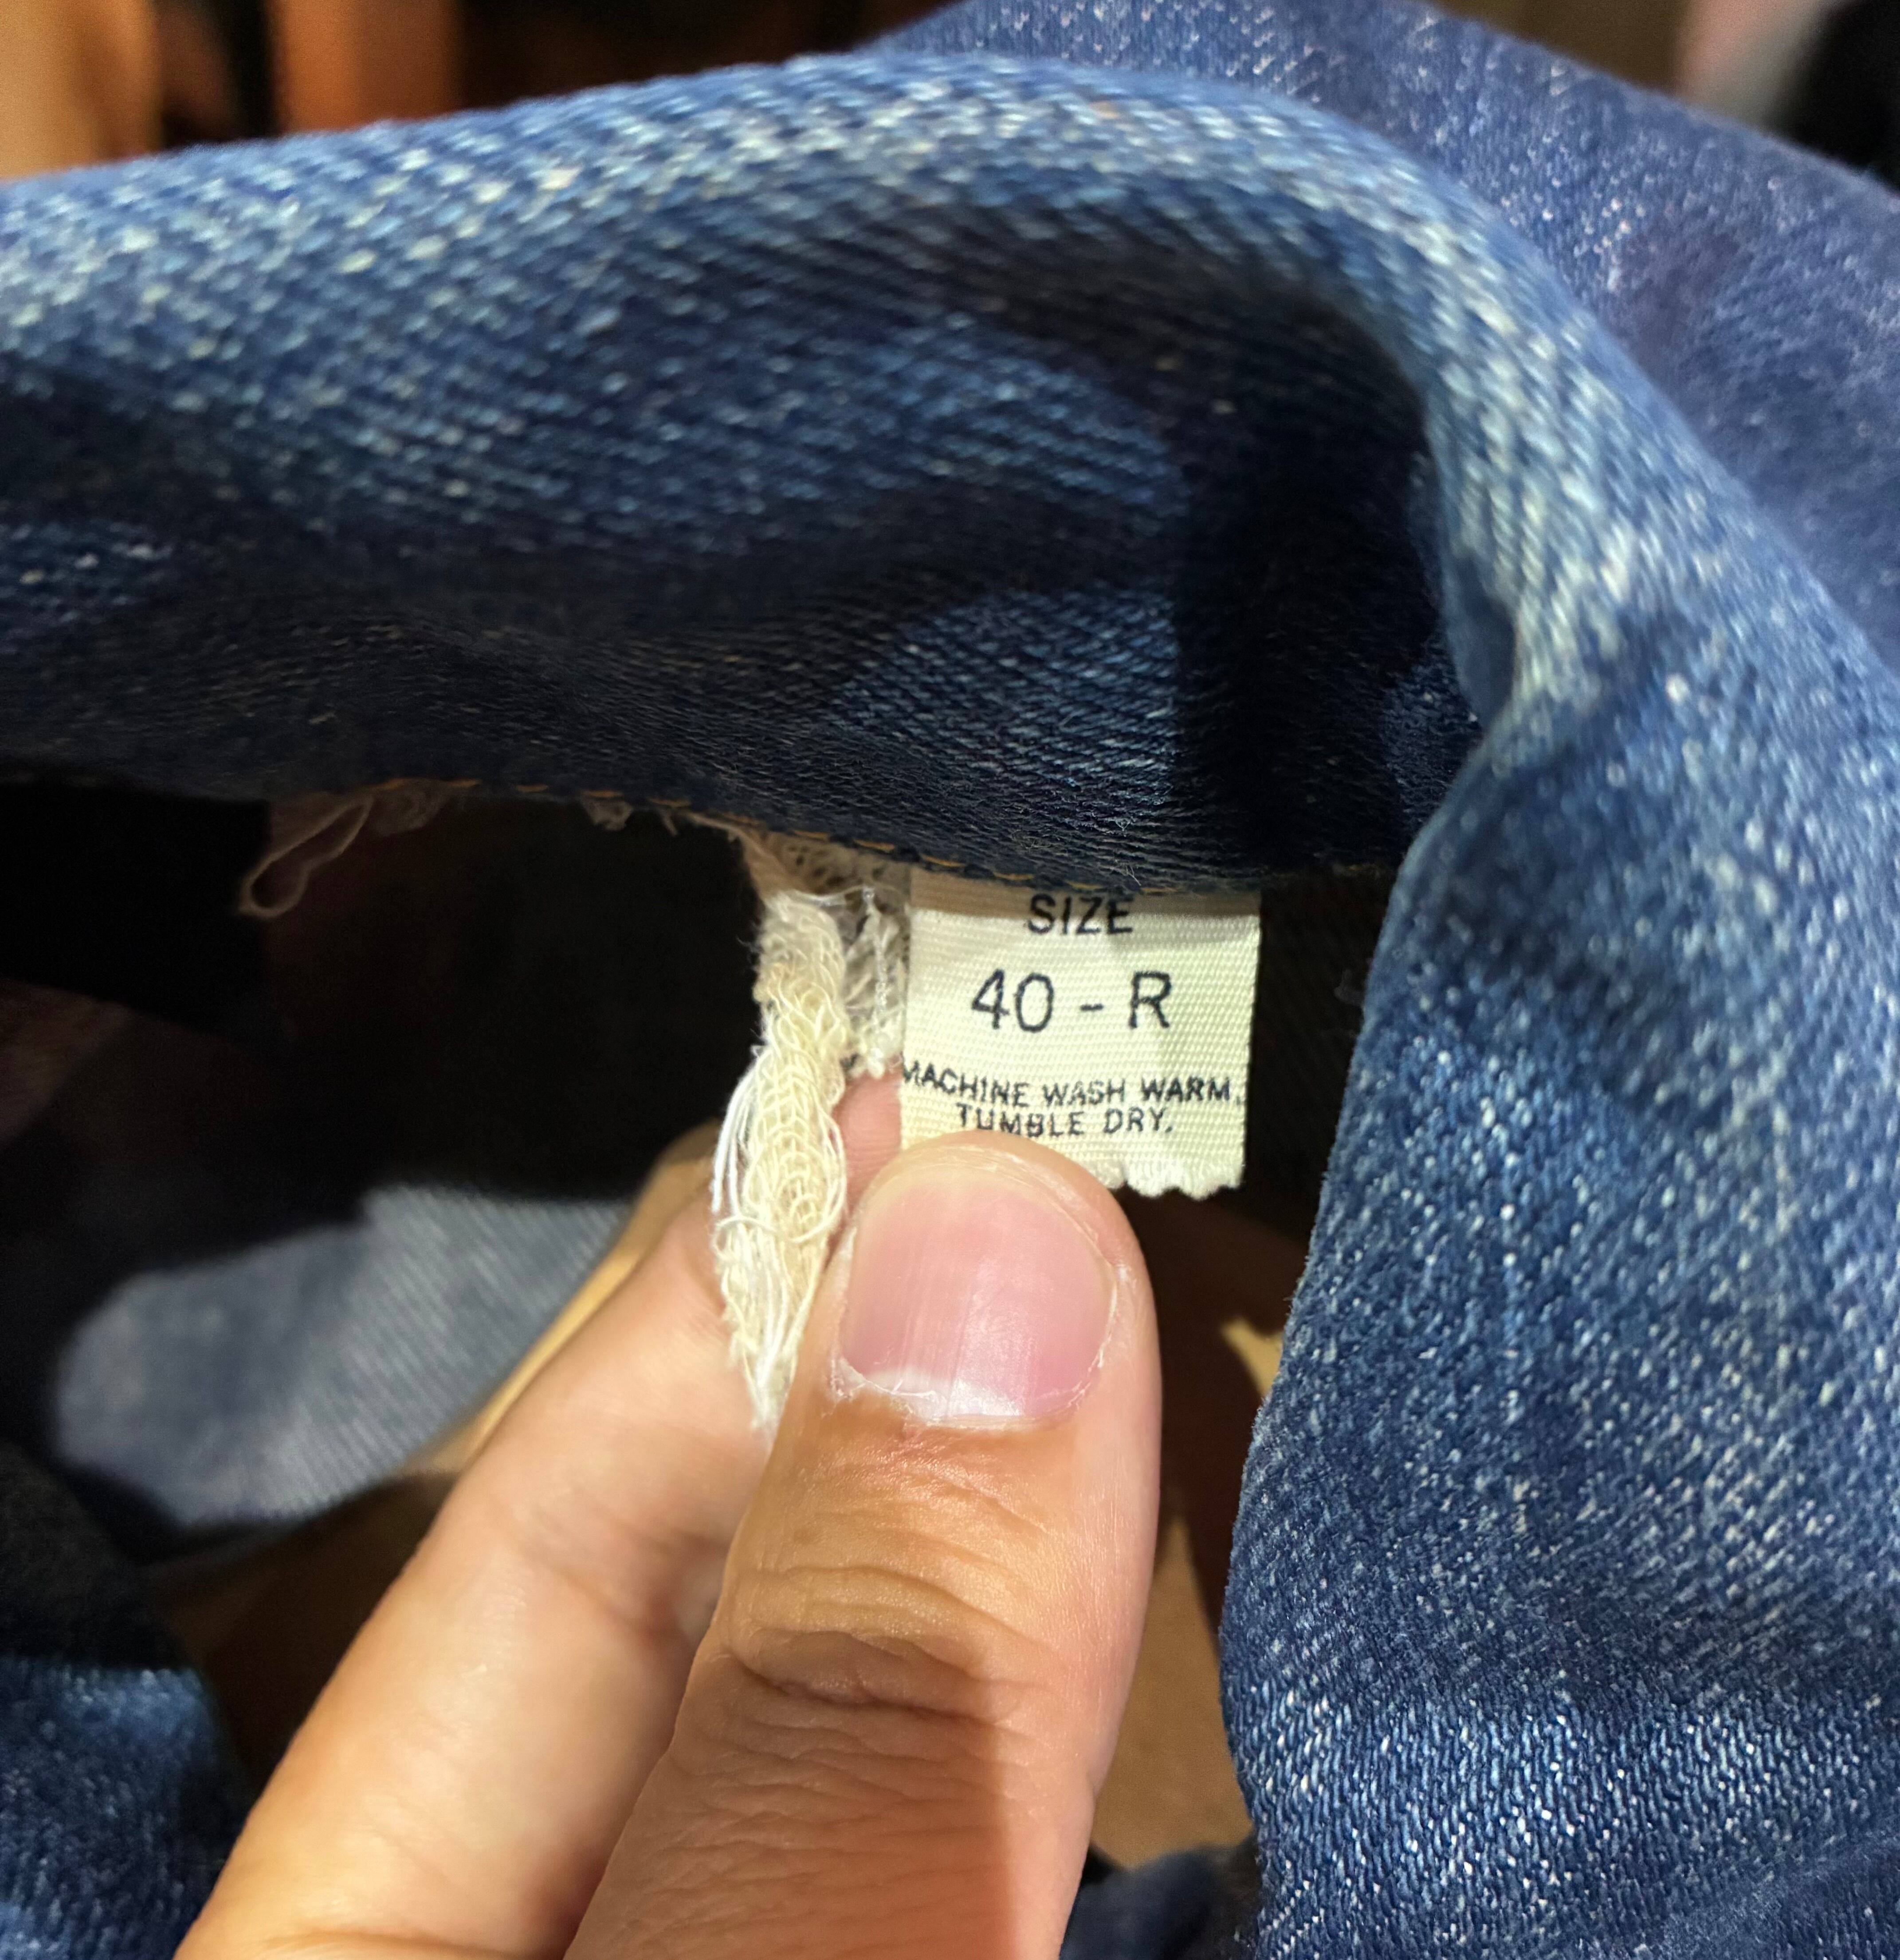 SIZE
40 - R
MACHINE WASH WARM.
TUMBLE DRY.